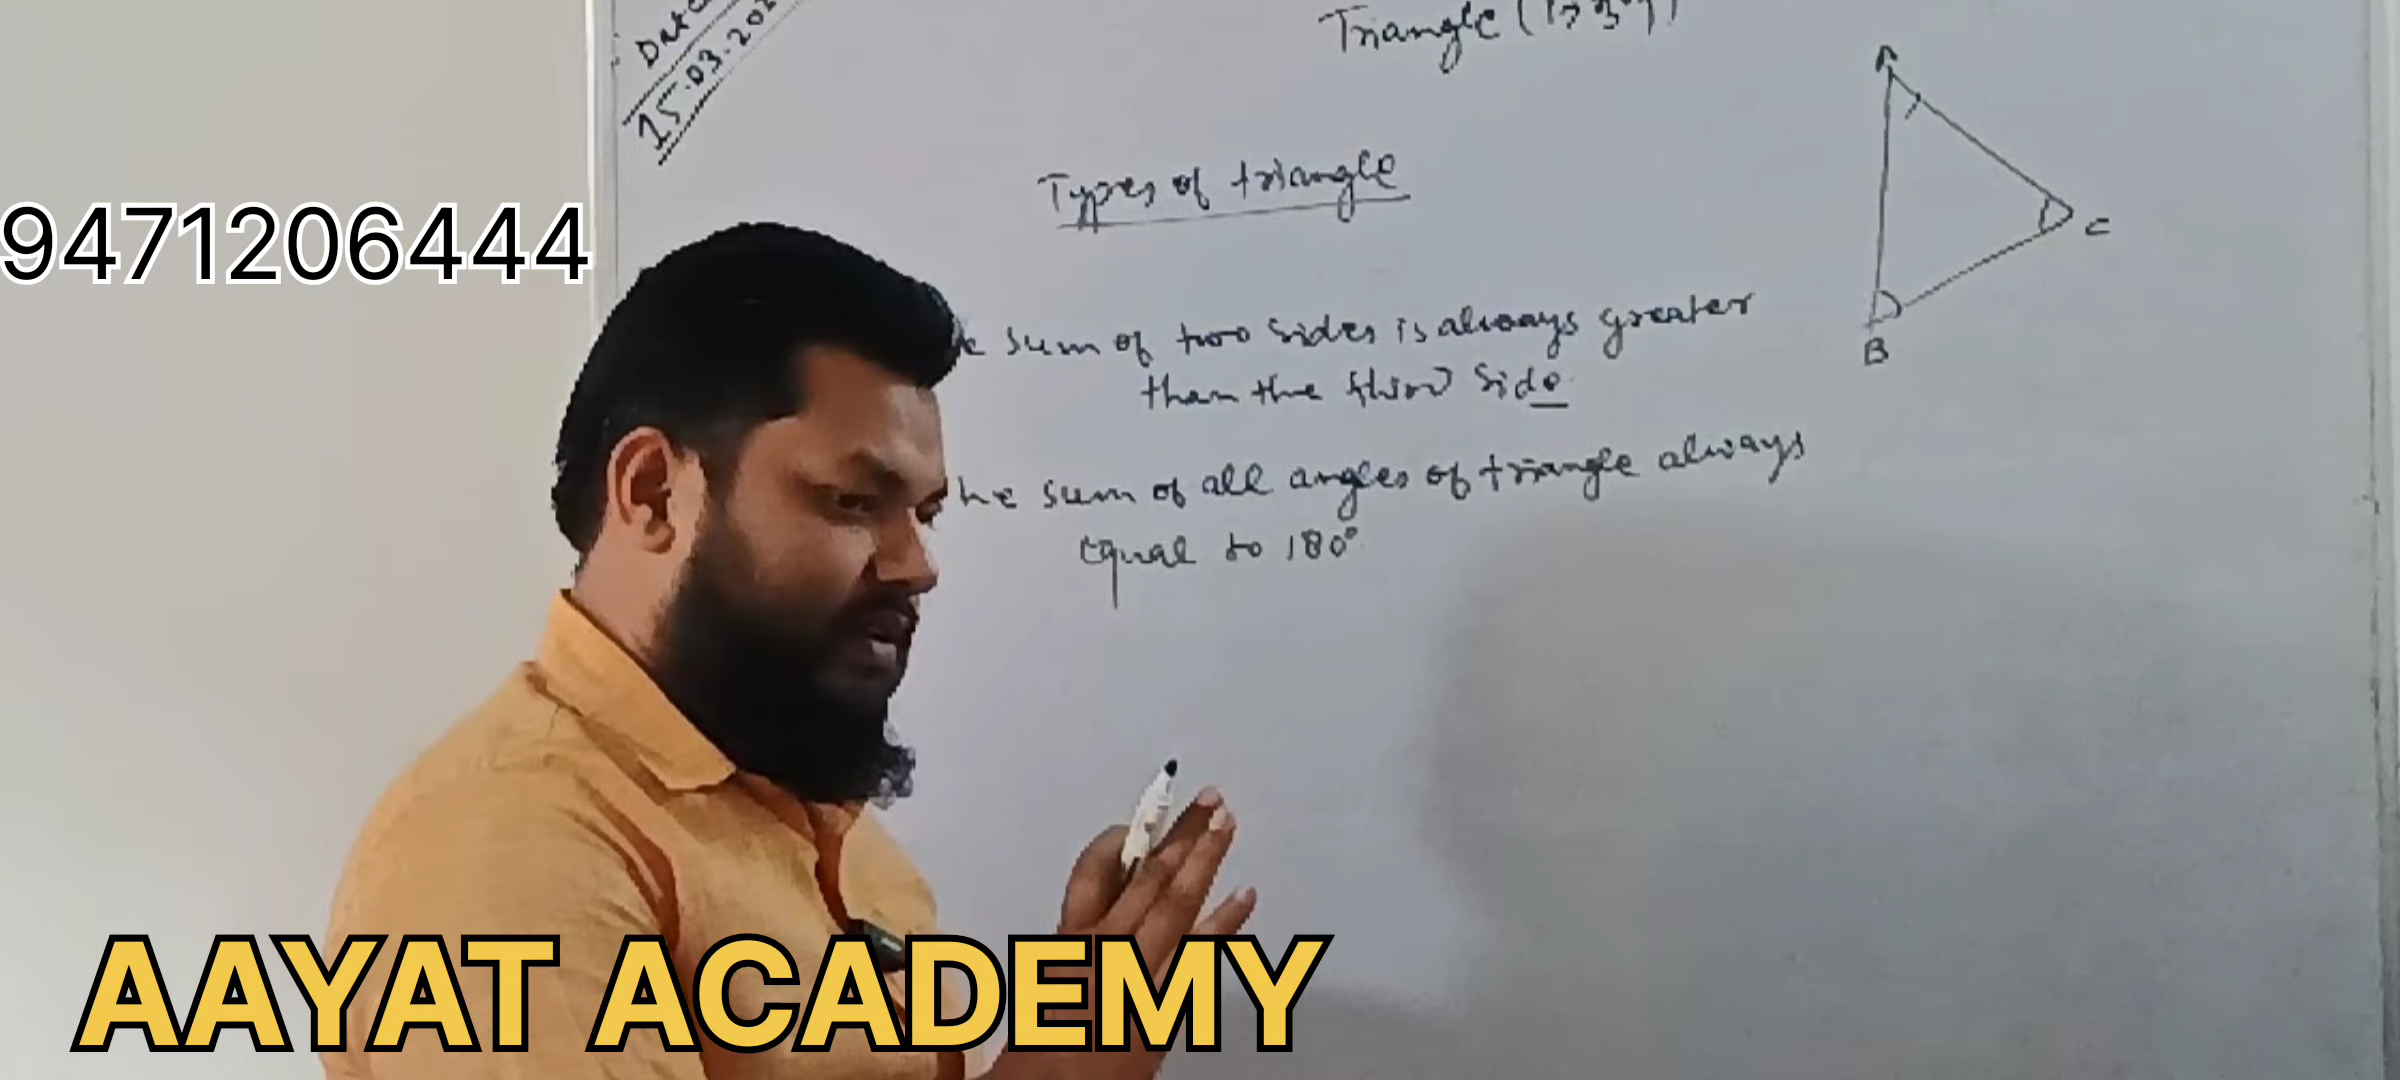 Date
25.03.202
Triangle (त्रिभुज)
A
Types of triangle
9471206444
C
sum of two sides is always greater
B
than the third side
he sum of all angles of triangle always
equal to 180°
AAYAT ACADEMY